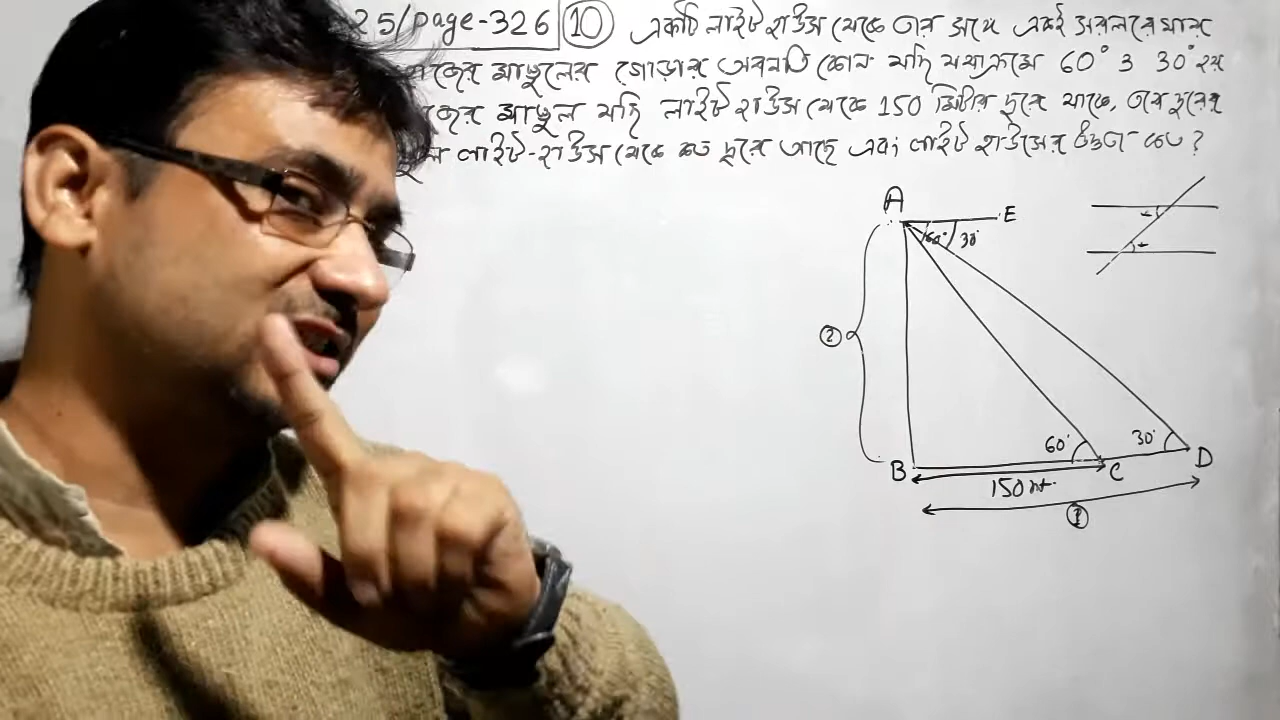 25/page-326 10 একটি লাইট হাউস থেকে তার সাথে একই সরলরেখায়
জাহাজের মাস্তুলের গোড়ার অবনতি কোন যদি যথাক্রমে 60° ও 30° হয়
মাস্তুল যদি লাইট হাউস থেকে 150 মিটার দূরে থাকে, তবে দূরের
লাইট-হাউস থেকে কত দূরে আছে এবং লাইট হাউসের উচ্চতা কত?
A
E
60° 30°
2
60° 30°
B C D
150 mt.
1